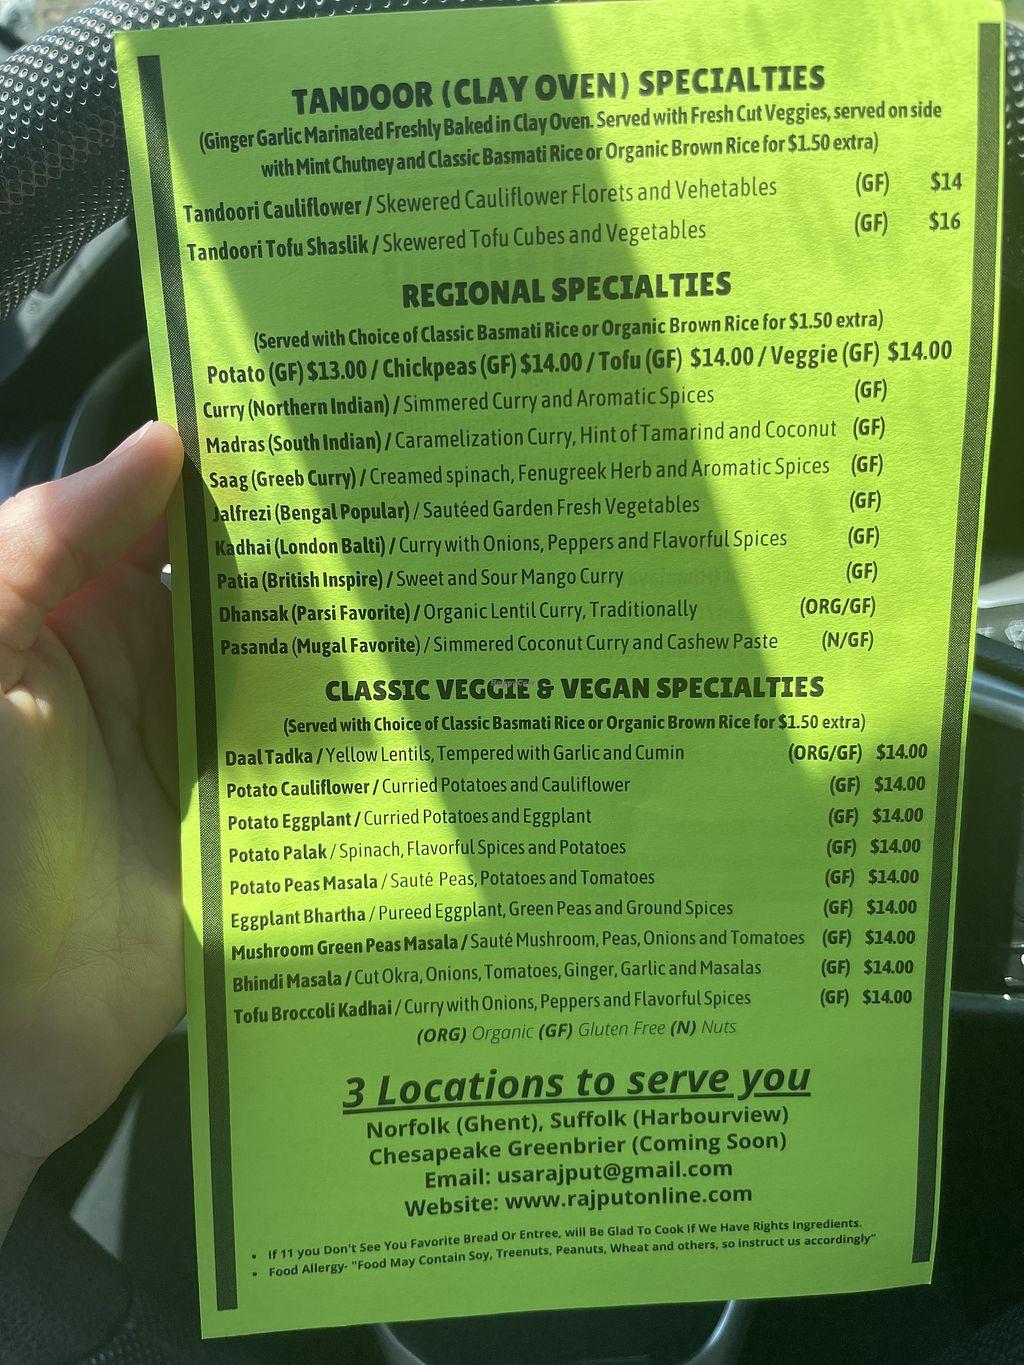 TANDOOR (CLAY OVEN) SPECIALTIES
(Ginger Garlic Marinated Freshly Baked in Clay Oven. Served with Fresh Cut Veggies, served on side
with Mint Chutney and Classic Basmati Rice or Organic Brown Rice for $1.50 extra)
Tandoori Cauliflower / Skewered Cauliflower Florets and Vehetables (GF) $14
Tandoori Tofu Shaslik / Skewered Tofu Cubes and Vegetables (GF) $16
REGIONAL SPECIALTIES
(Served with Choice of Classic Basmati Rice or Organic Brown Rice for $1.50 extra)
Potato (GF) $13.00 / Chickpeas (GF) $14.00 / Tofu (GF) $14.00 / Veggie (GF) $14.00
Curry (Northern Indian) / Simmered Curry and Aromatic Spices (GF)
Madras (South Indian) / Caramelization Curry, Hint of Tamarind and Coconut (GF)
Saag (Greeb Curry) / Creamed spinach, Fenugreek Herb and Aromatic Spices (GF)
Jalfrezi (Bengal Popular) / Sautéed Garden Fresh Vegetables (GF)
Kadhai (London Balti) / Curry with Onions, Peppers and Flavorful Spices (GF)
Patia (British Inspire) / Sweet and Sour Mango Curry (GF)
Dhansak (Parsi Favorite) / Organic Lentil Curry, Traditionally (ORG/GF)
Pasanda (Mugal Favorite) / Simmered Coconut Curry and Cashew Paste (N/GF)
CLASSIC VEGGIE & VEGAN SPECIALTIES
(Served with Choice of Classic Basmati Rice or Organic Brown Rice for $1.50 extra)
Daal Tadka / Yellow Lentils, Tempered with Garlic and Cumin (ORG/GF) $14.00
Potato Cauliflower / Curried Potatoes and Cauliflower (GF) $14.00
Potato Eggplant / Curried Potatoes and Eggplant (GF) $14.00
Potato Palak / Spinach, Flavorful Spices and Potatoes (GF) $14.00
Potato Peas Masala / Sauté Peas, Potatoes and Tomatoes (GF) $14.00
Eggplant Bhartha / Pureed Eggplant, Green Peas and Ground Spices (GF) $14.00
Mushroom Green Peas Masala / Sauté Mushroom, Peas, Onions and Tomatoes (GF) $14.00
Bhindi Masala / Cut Okra, Onions, Tomatoes, Ginger, Garlic and Masalas (GF) $14.00
Tofu Broccoli Kadhai / Curry with Onions, Peppers and Flavorful Spices (GF) $14.00
(ORG) Organic (GF) Gluten Free (N) Nuts
3 Locations to serve you
Norfolk (Ghent), Suffolk (Harbourview)
Chesapeake Greenbrier (Coming Soon)
Email: usarajput@gmail.com
Website: www.rajputonline.com
• If 11 you Don't See You Favorite Bread Or Entree, will Be Glad To Cook If We Have Rights Ingredients.
• Food Allergy- "Food May Contain Soy, Treenuts, Peanuts, Wheat and others, so instruct us accordingly"